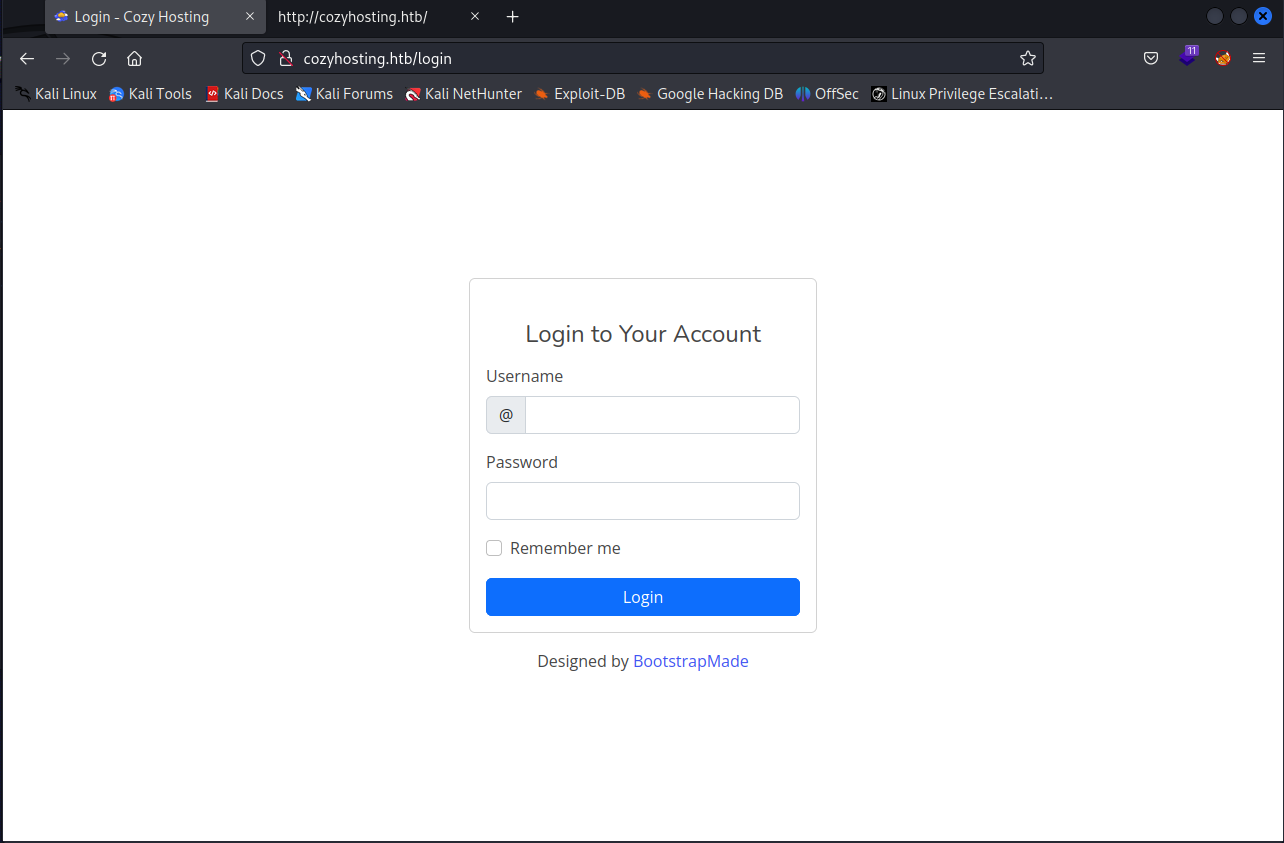 Login - Cozy Hosting
http://cozyhosting.htb/
cozyhosting.htb/login
11
Kali Linux Kali Tools Kali Docs Kali Forums Kali NetHunter Exploit-DB Google Hacking DB OffSec Linux Privilege Escalati…
Login to Your Account
Username
@
Password
Remember me
Login
Designed by BootstrapMade